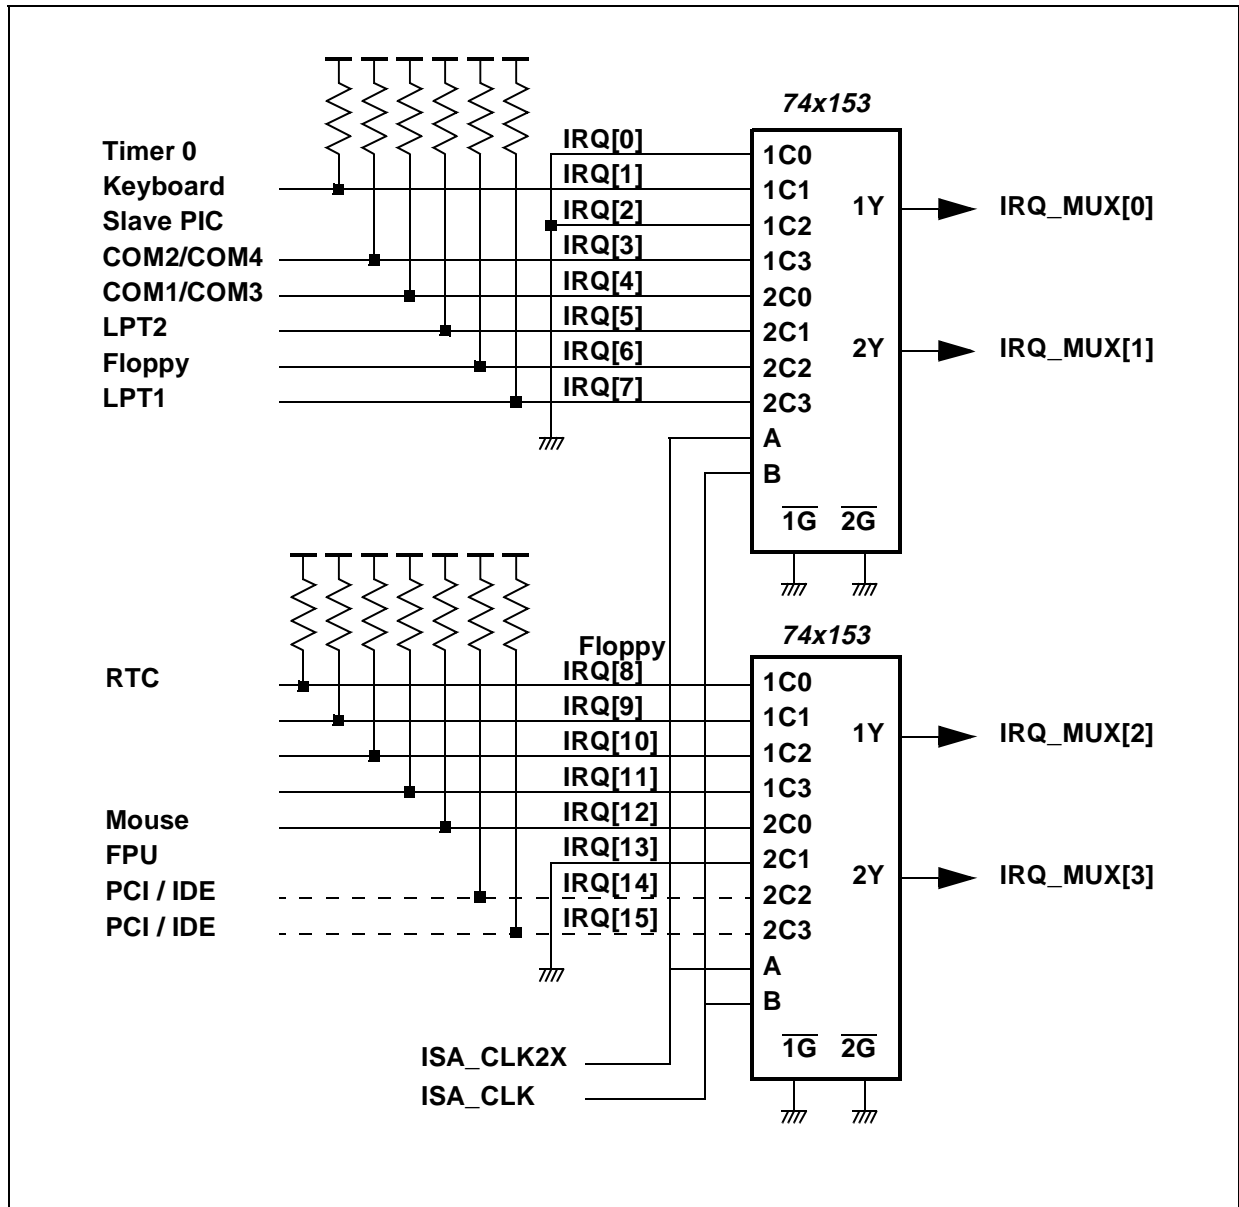 74x153
Timer 0
Keyboard
Slave PIC
COM2/COM4
COM1/COM3
LPT2
Floppy
LPT1
IRQ[0]
IRQ[1]
IRQ[2]
IRQ[3]
IRQ[4]
IRQ[5]
IRQ[6]
IRQ[7]
1C0
1C1
1C2
1C3
2C0
2C1
2C2
2C3
A
B
1Y
2Y
1G 2G
IRQ_MUX[0]
IRQ_MUX[1]
74x153
RTC
Mouse
FPU
PCI / IDE
PCI / IDE
Floppy
IRQ[8]
IRQ[9]
IRQ[10]
IRQ[11]
IRQ[12]
IRQ[13]
IRQ[14]
IRQ[15]
1C0
1C1
1C2
1C3
2C0
2C1
2C2
2C3
A
B
1Y
2Y
1G 2G
IRQ_MUX[2]
IRQ_MUX[3]
ISA_CLK2X
ISA_CLK